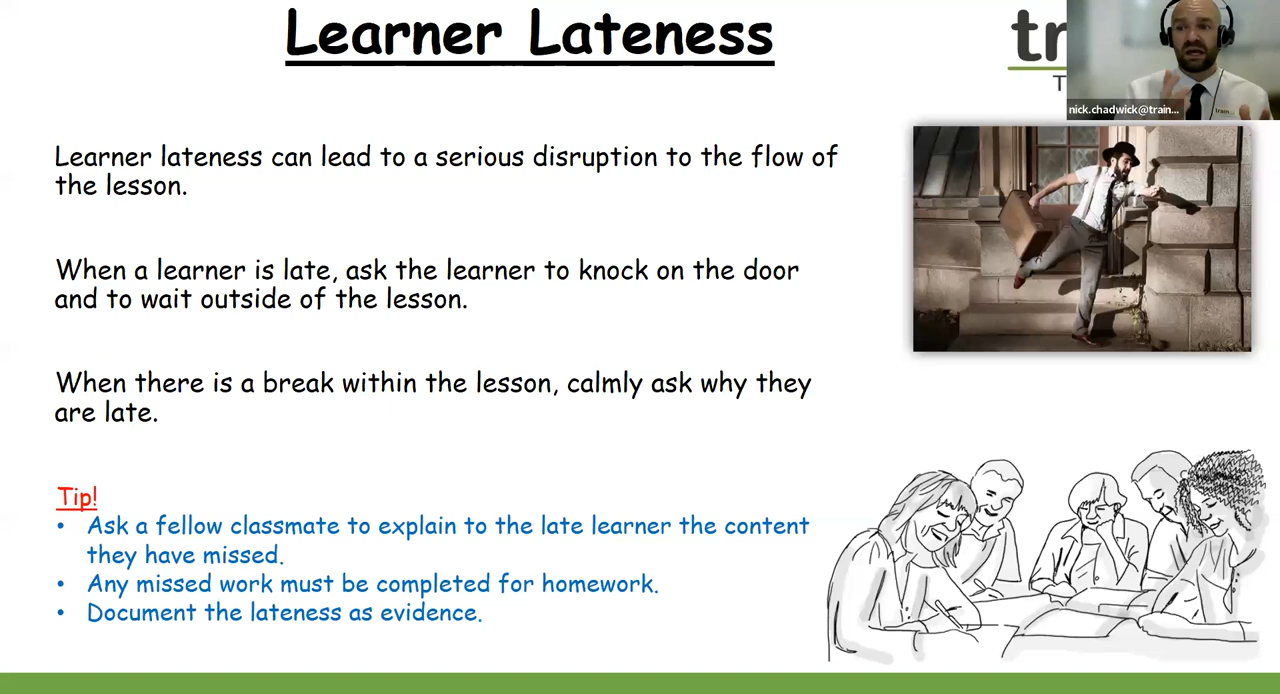 Learner Lateness
nick.chadwick@train...
Learner lateness can lead to a serious disruption to the flow of
the lesson.
When a learner is late, ask the learner to knock on the door
and to wait outside of the lesson.
When there is a break within the lesson, calmly ask why they
are late.
Tip!
• Ask a fellow classmate to explain to the late learner the content
they have missed.
• Any missed work must be completed for homework.
• Document the lateness as evidence.